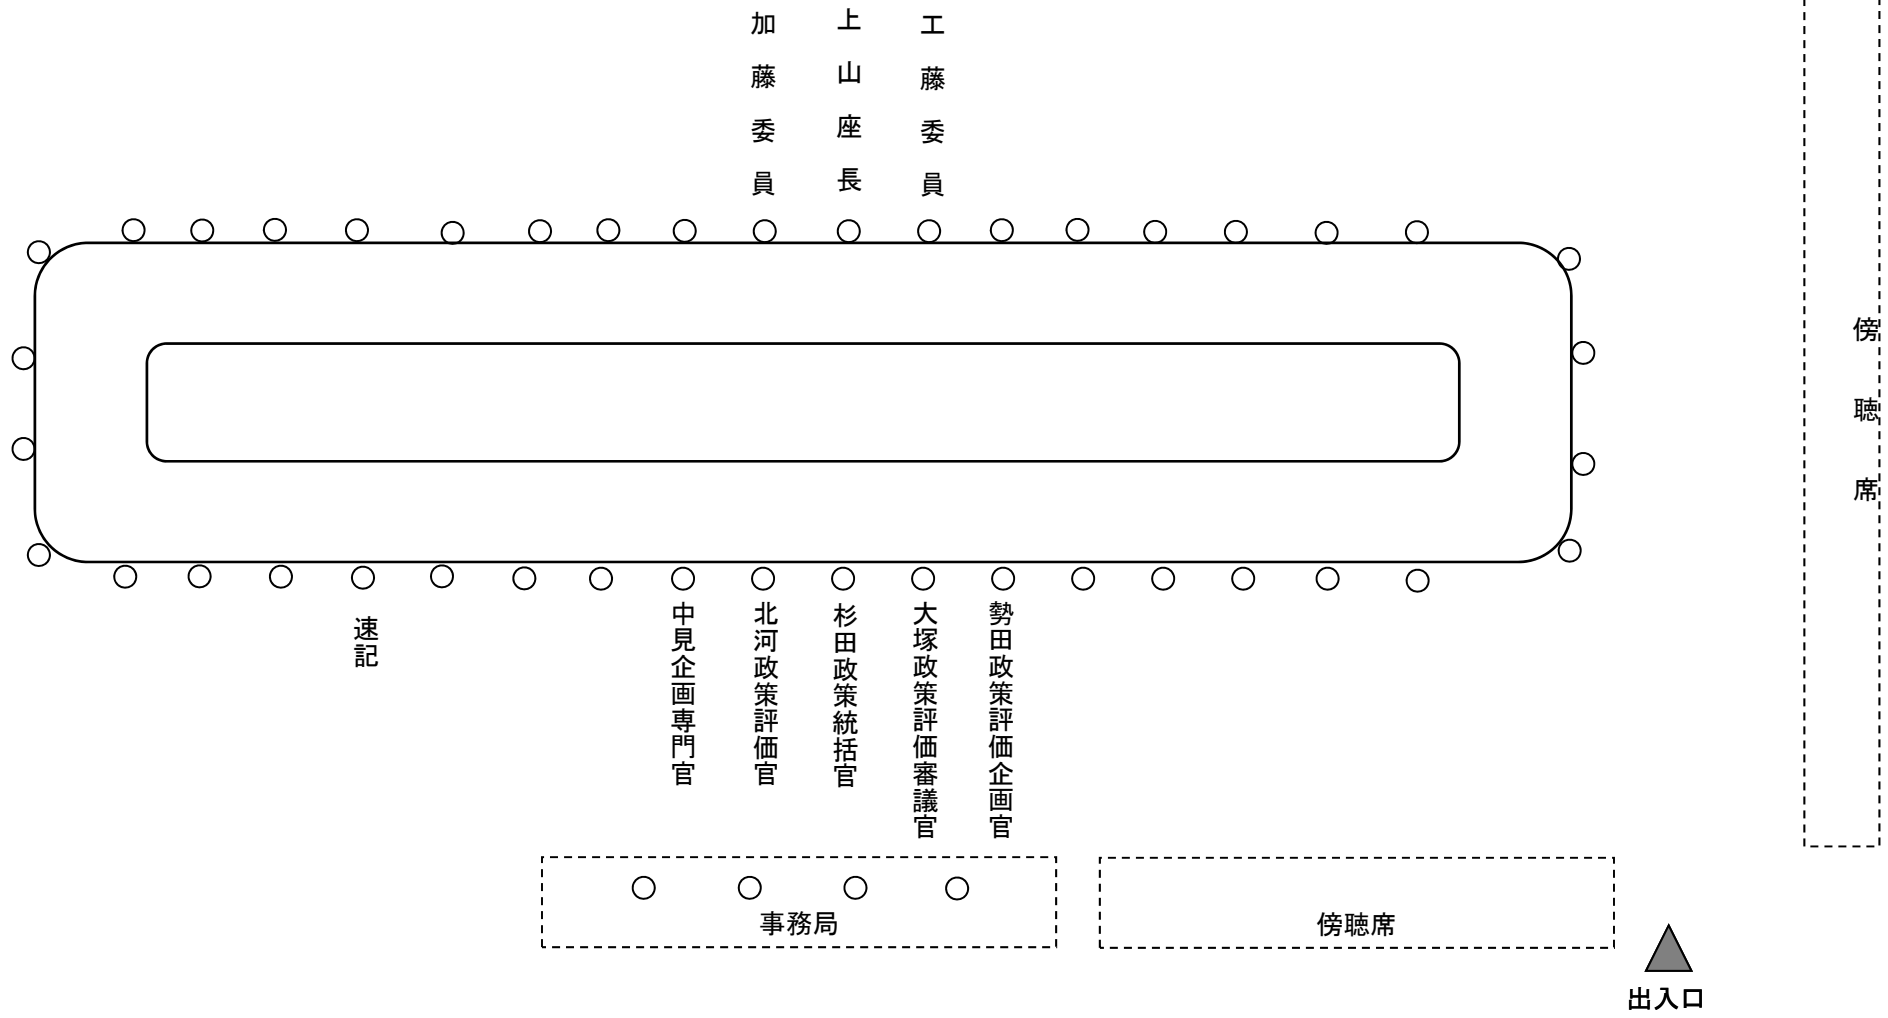 加藤委員
上山座長
工藤委員
傍聴席
速記
中見企画専門官
北河政策評価官
杉田政策統括官
大塚政策評価審議官
勢田政策評価企画官
事務局
傍聴席
出入口